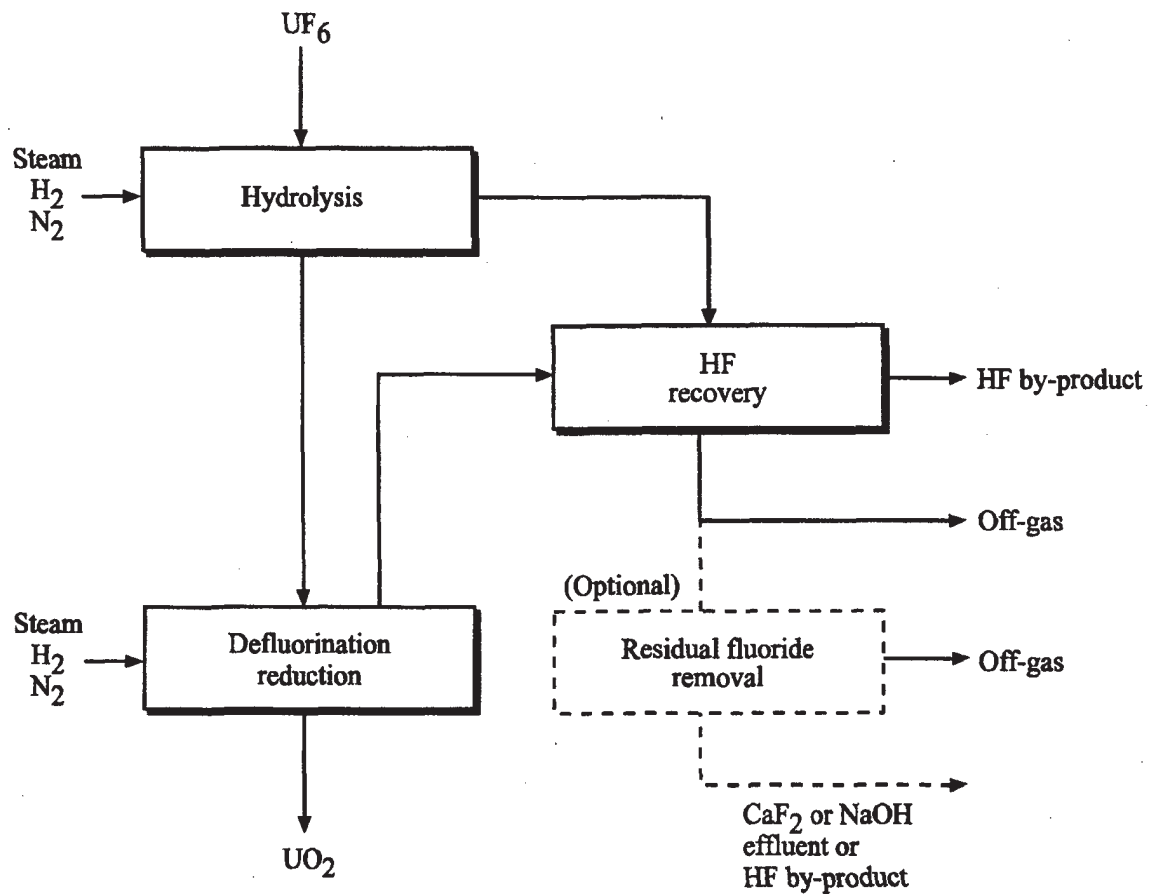 UF6
Steam
H2
N2
Hydrolysis
HF
recovery
HF by-product
Off-gas
(Optional)
Steam
H2
N2
Defluorination
reduction
Residual fluoride
removal
Off-gas
UO2
CaF2 or NaOH
effluent or
HF by-product